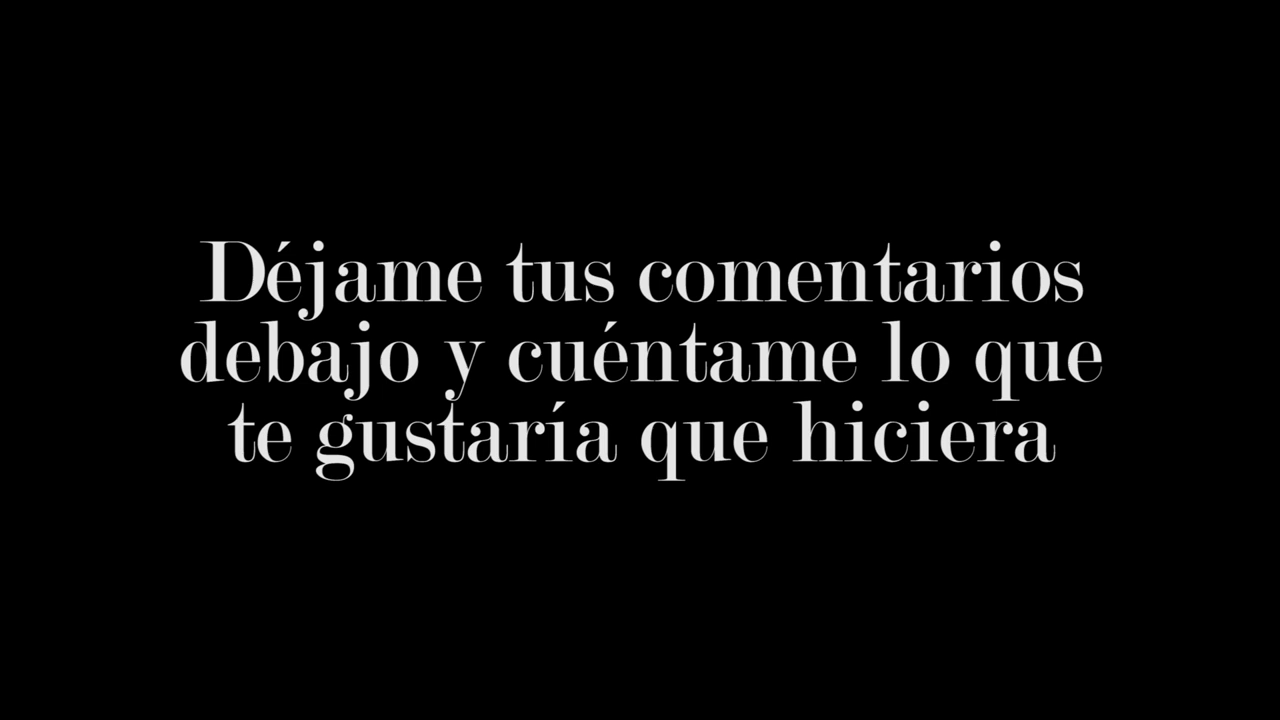 Déjame tus comentarios
debajo y cuéntame lo que
te gustaría que hiciera